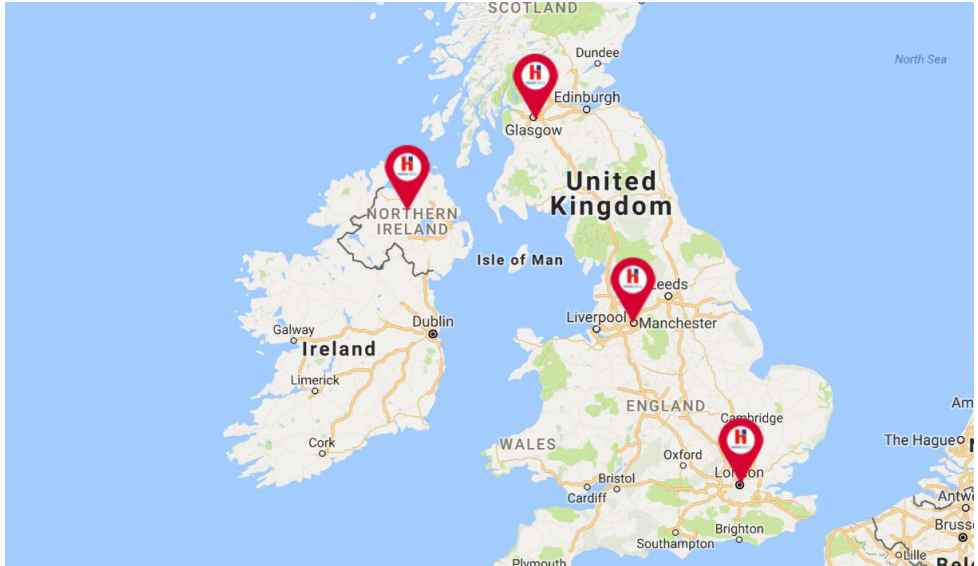 SCOTLAND
Dundee
North Sea
Edinburgh
Glasgow
United
Kingdom
NORTHERN
IRELAND
Isle of Man
Leeds
Liverpool
Manchester
Dublin
Galway
Ireland
Limerick
ENGLAND
Cambridge
Cork
WALES
Oxford
London
The Hague
Bristol
Cardiff
Brighton
Southampton
Plymouth
Lille